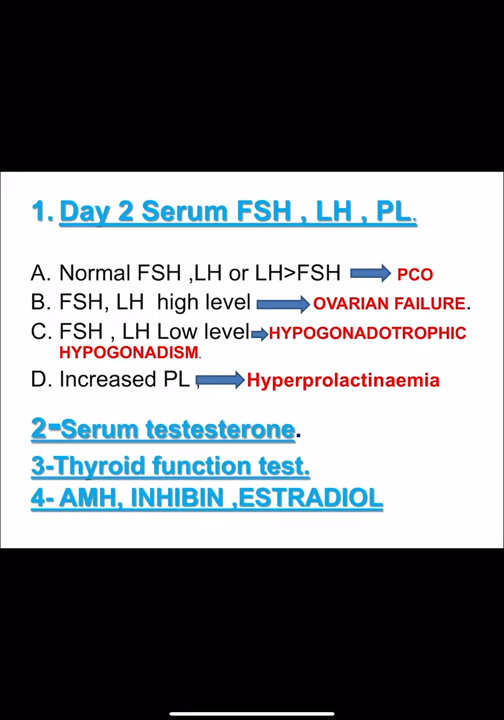 1. Day 2 Serum FSH , LH , PL.
A. Normal FSH ,LH or LH>FSH PCO
B. FSH, LH high level OVARIAN FAILURE.
C. FSH , LH Low level HYPOGONADOTROPHIC
HYPOGONADISM.
D. Increased PL , Hyperprolactinaemia
2-Serum testesterone.
3-Thyroid function test.
4- AMH, INHIBIN ,ESTRADIOL